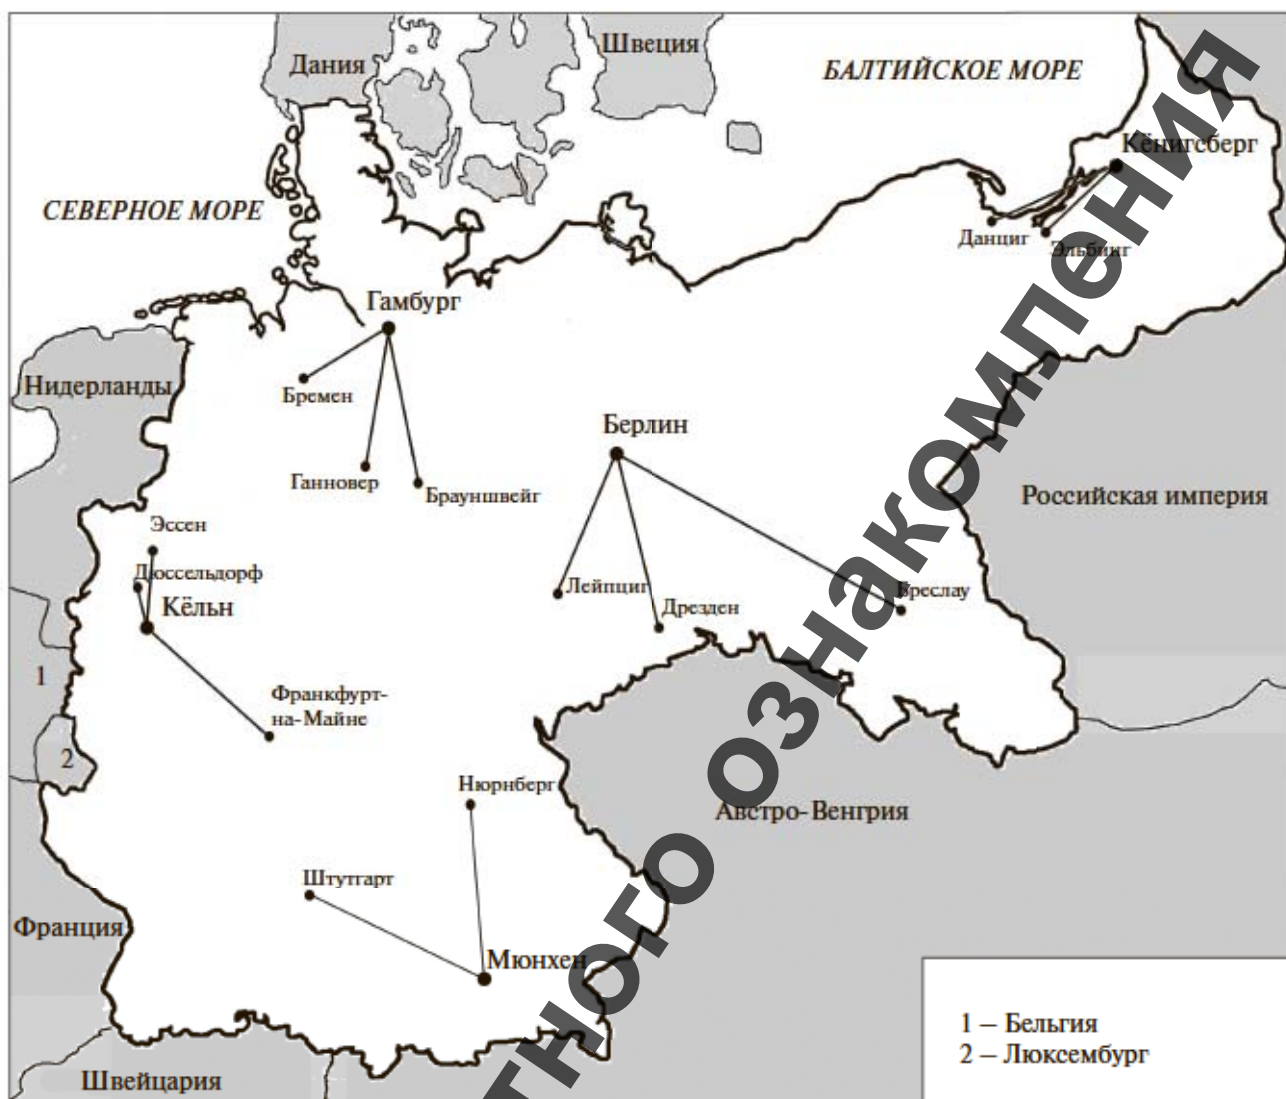 Швеция
Дания
БАЛТИЙСКОЕ МОРЕ
Кёнигсберг
СЕВЕРНОЕ МОРЕ
Данциг
Эльбинг
Гамбург
Нидерланды
Бремен
Берлин
Ганновер
Брауншвейг
Российская империя
Эссен
Дюссельдорф
Кёльн
Лейпциг
Дрезден
Бреслау
1
Франкфурт-
на-Майне
2
Нюрнберг
Австро-Венгрия
Штутгарт
Франция
Мюнхен
1 – Бельгия
2 – Люксембург
Швейцария
ознакомления